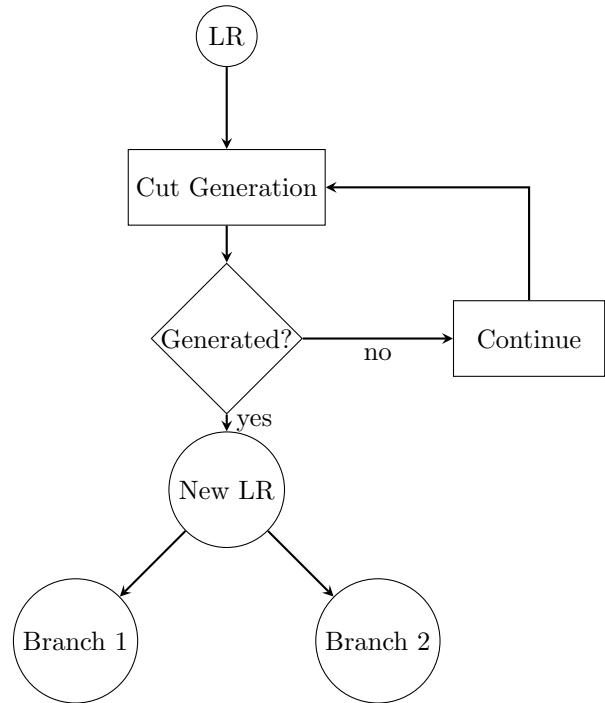 LR
Cut Generation
Generated?
no
Continue
yes
New LR
Branch 1
Branch 2